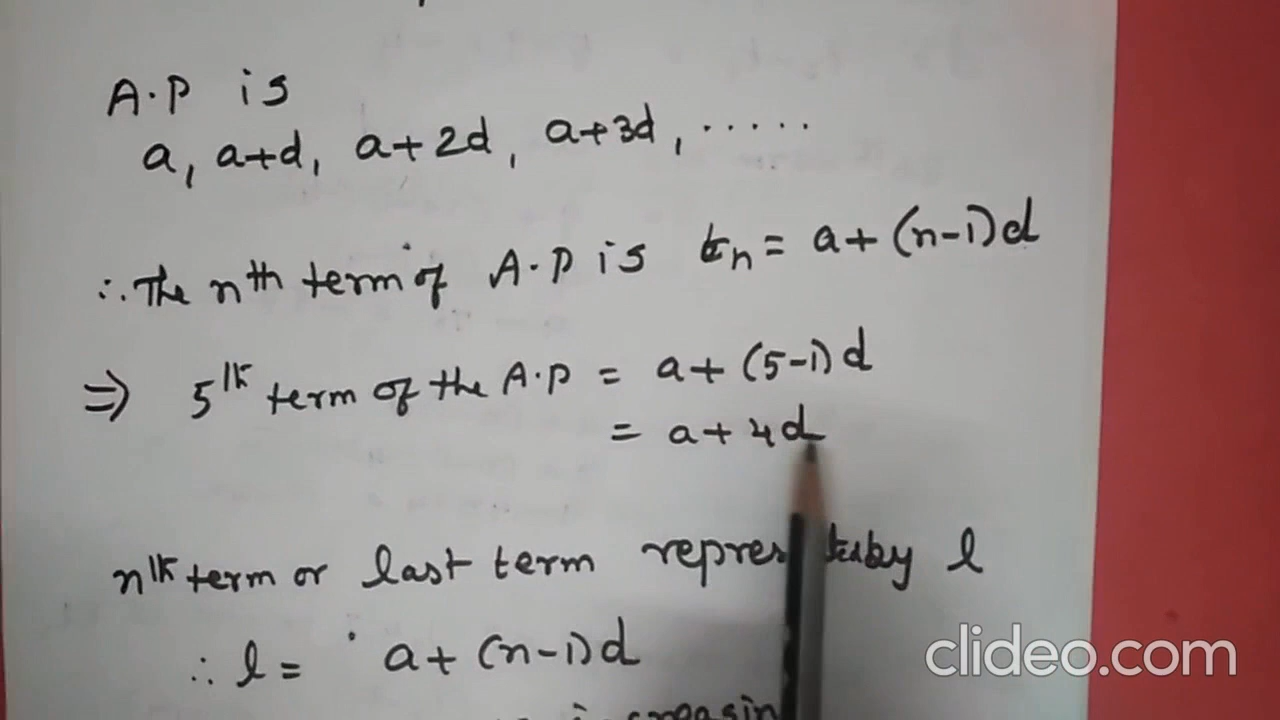 A.P is
a, a+d, a+2d, a+3d, .....
∴ The nth term of A.P is tn = a+(n-1)d
⇒ 5th term of the A.P = a+(5-1)d
= a+4d
nth term or last term by l
∴ l = a+(n-1)d
clideo.com